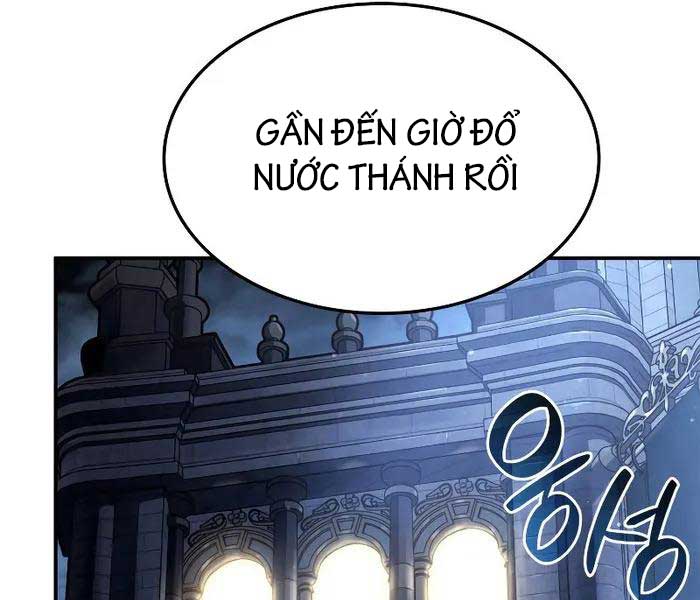 GẦN ĐẾN GIỜ ĐỔ
NƯỚC THÁNH RỒI
웅성